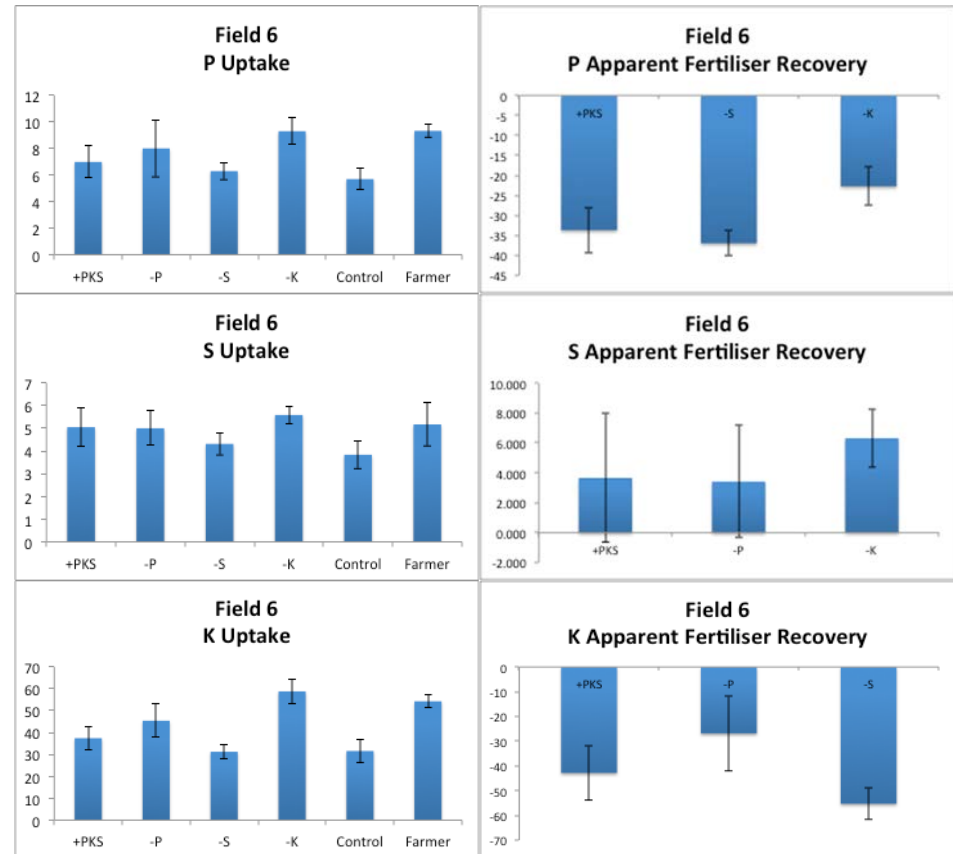 Field 6
P Uptake
12
10
8
6
4
2
0
+PKS -P -S -K Control Farmer
Field 6
P Apparent Fertiliser Recovery
0
-5
-10
-15
-20
-25
-30
-35
-40
-45
+PKS -S -K
Field 6
S Uptake
7
6
5
4
3
2
1
0
+PKS -P -S -K Control Farmer
Field 6
S Apparent Fertiliser Recovery
10.000
8.000
6.000
4.000
2.000
0.000
-2.000
+PKS -P -K
Field 6
K Uptake
70
60
50
40
30
20
10
0
+PKS -P -S -K Control Farmer
Field 6
K Apparent Fertiliser Recovery
0
-10
-20
-30
-40
-50
-60
-70
+PKS -P -S